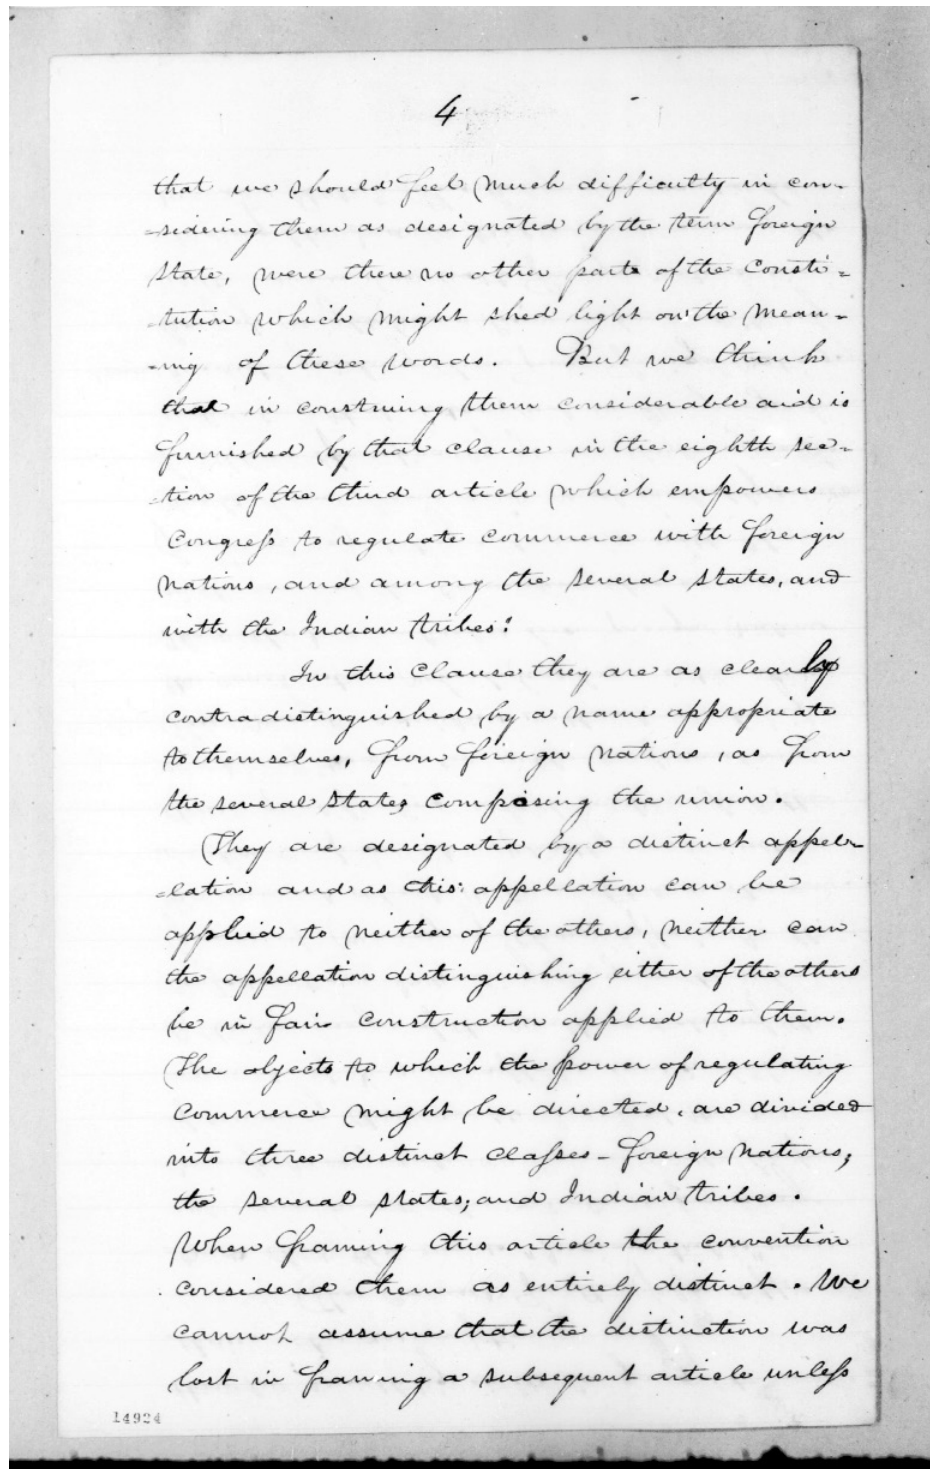 4
that we should feel much difficulty in con-
-sidering them as designated by the term foreign
state, were there no other part of the Consti-
-tution which might shed light on the mean-
-ing of these words. But we think
that in construing them considerable aid is
furnished by that clause in the eighth sec-
-tion of the third article which empowers
Congress to regulate commerce with foreign
nations, and among the several states, and
with the Indian tribes:
In this clause they are as clearly
contradistinguished by a name appropriate
to themselves, from foreign nations, as from
the several states composing the union.
They are designated by a distinct appel-
-lation and as this appellation can be
applied to neither of the others, neither can
the appellation distinguishing either of the others
be in fair construction applied to them.
The objects to which the power of regulating
commerce might be directed, are divided
into three distinct classes - foreign nations,
the several states, and Indian tribes.
When framing this article the convention
considered them as entirely distinct. We
cannot assume that the distinction was
lost in framing a subsequent article unless
14924